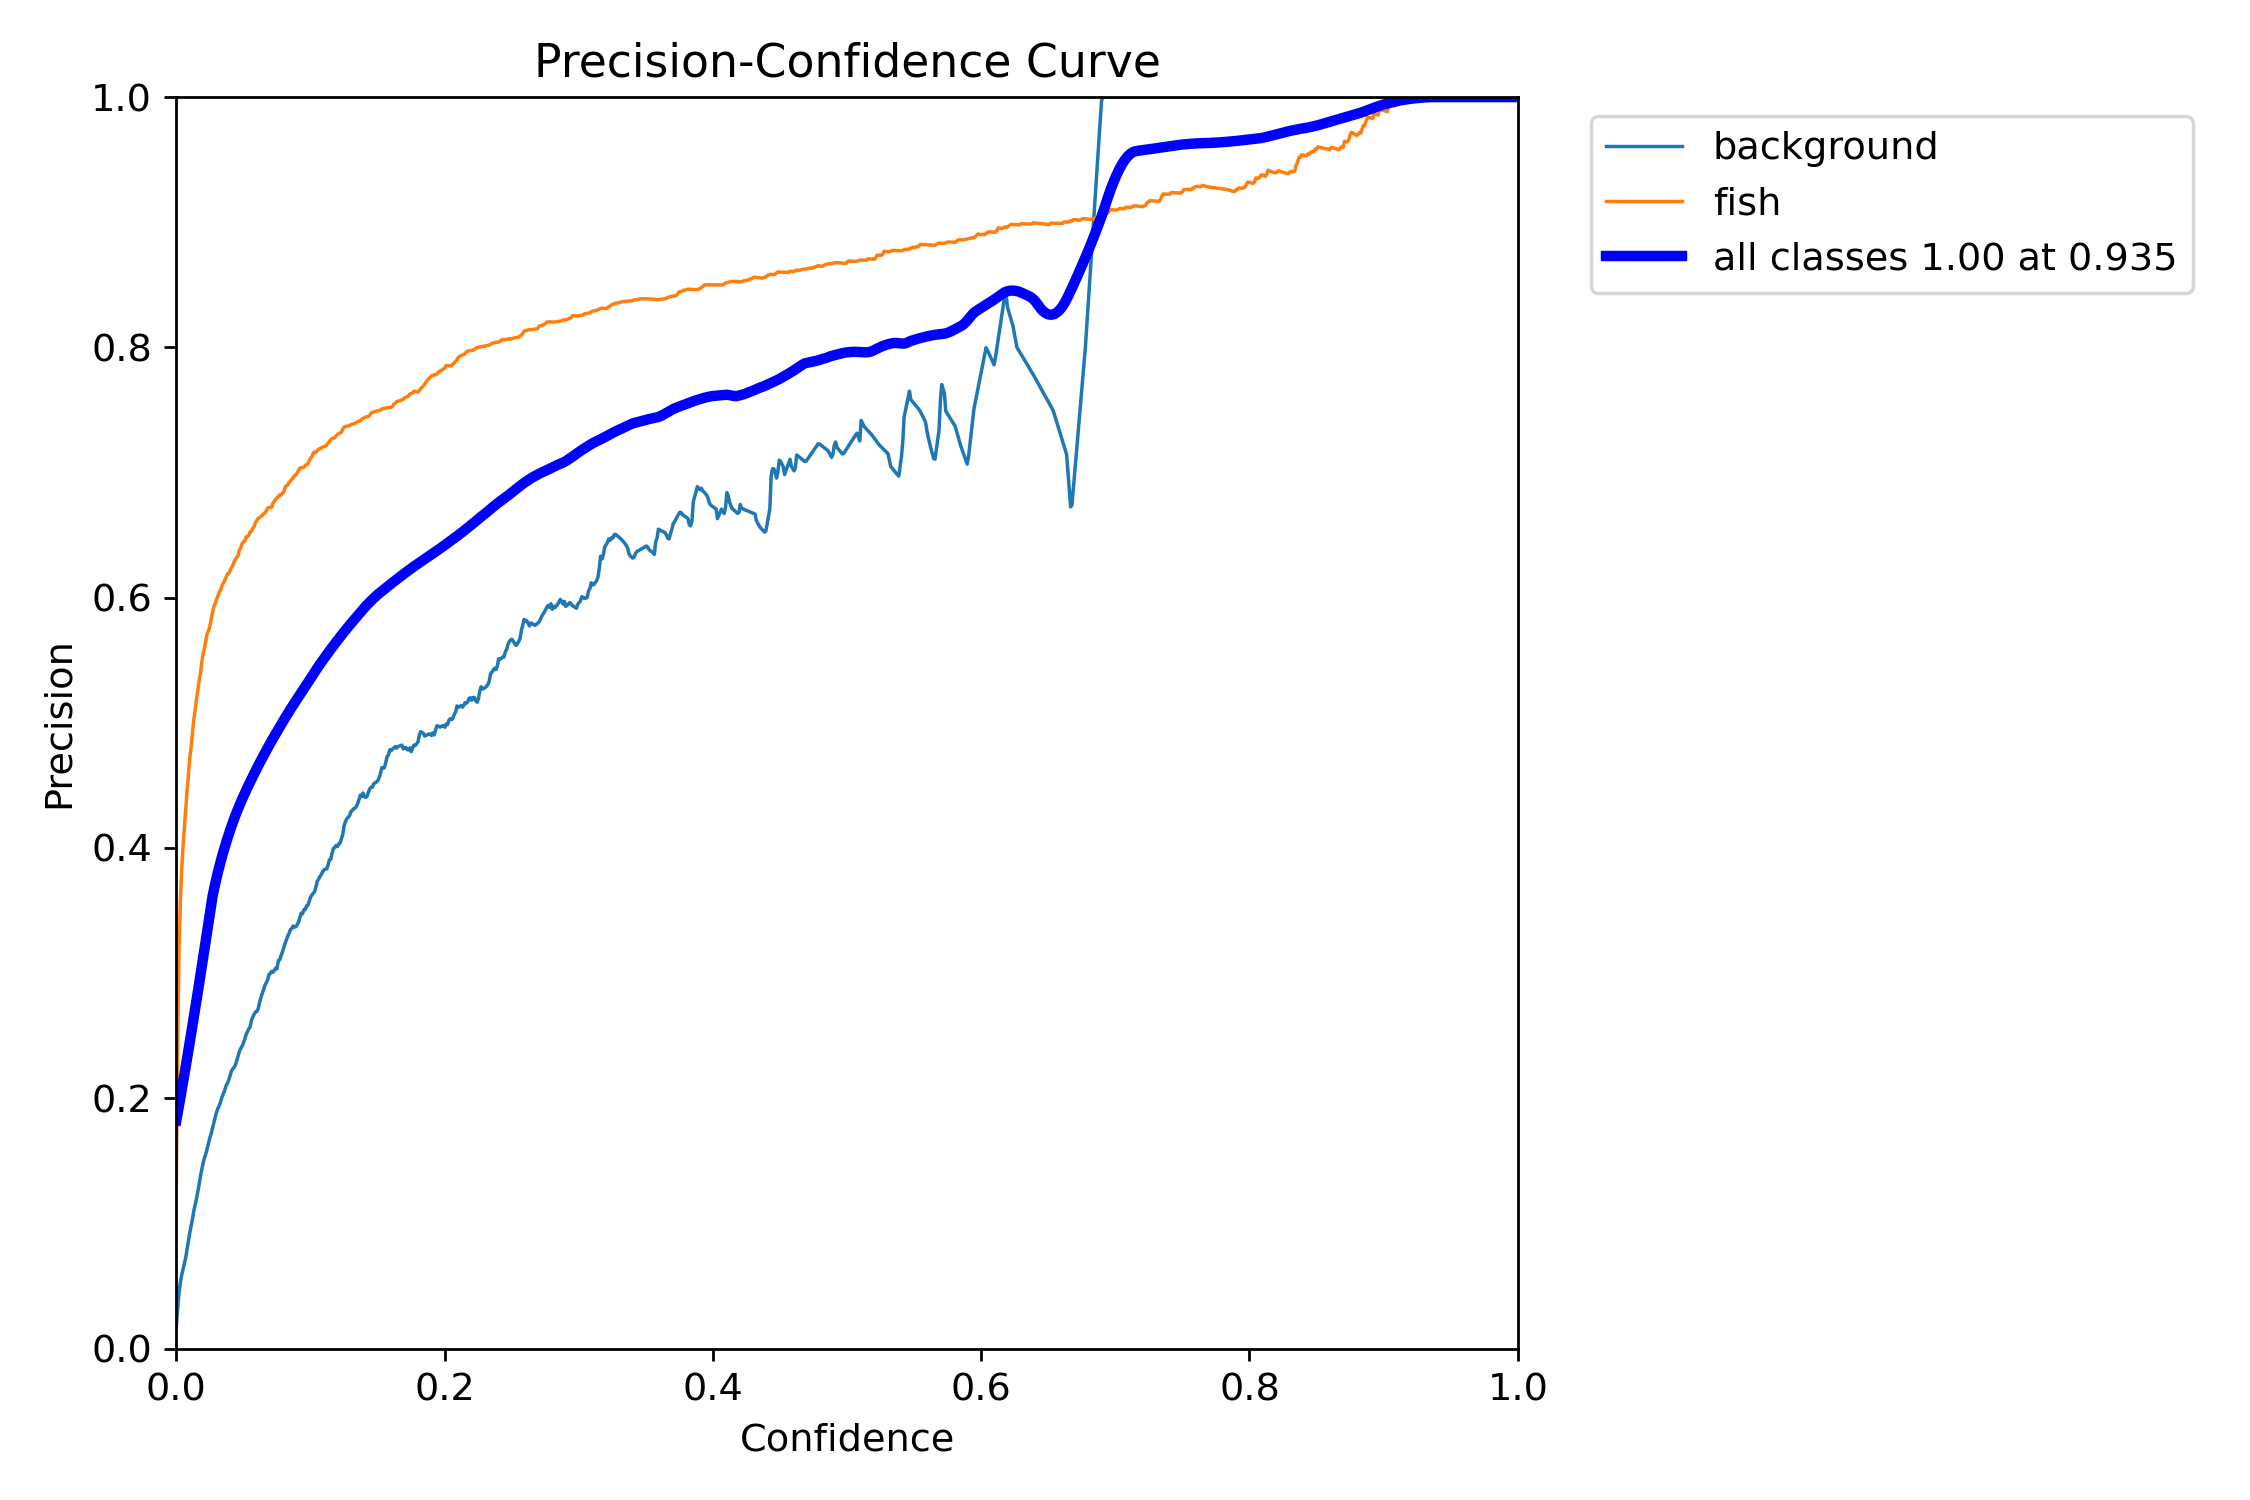 Precision-Confidence Curve
1.0
0.8
0.6
0.4
0.2
0.0
Precision
0.0 0.2 0.4 0.6 0.8 1.0
Confidence
background
fish
all classes 1.00 at 0.935